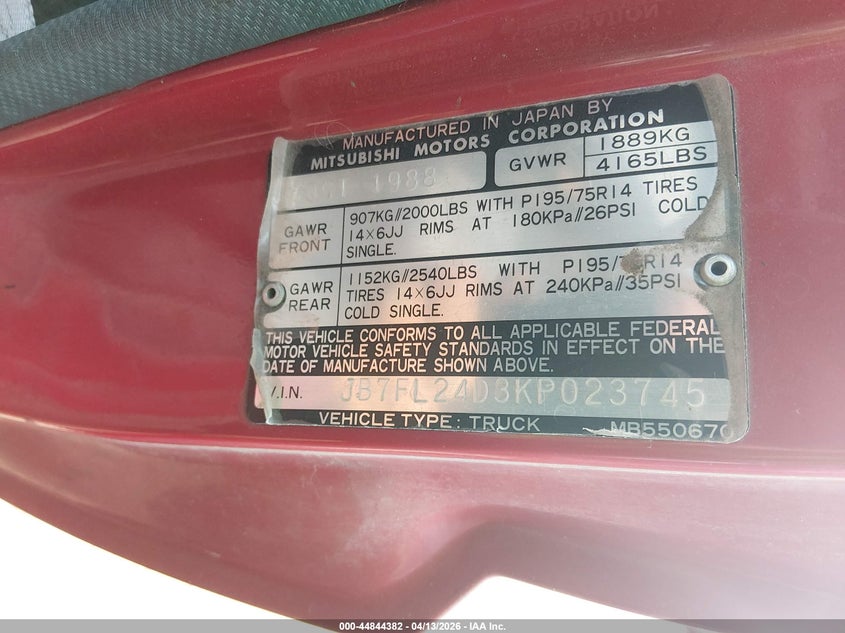 MANUFACTURED IN JAPAN BY
MITSUBISHI MOTORS CORPORATION
1988
GVWR
1889KG
4165LBS
GAWR FRONT
907KG//2000LBS WITH P195/75R14 TIRES
14×6JJ RIMS AT 180KPa//26PSI COLD
SINGLE.
GAWR REAR
1152KG//2540LBS WITH P195/ R14
TIRES 14×6JJ RIMS AT 240KPa//35PSI
COLD SINGLE.
THIS VEHICLE CONFORMS TO ALL APPLICABLE FEDERAL
MOTOR VEHICLE SAFETY STANDARDS IN EFFECT ON THE
DATE OF MANUFACTURE SHOWN ABOVE.
V.I.N. JB7FL24D3KP023745
VEHICLE TYPE: TRUCK MB550670
000-44844382 | 04/13/2026 | © IAA Inc.